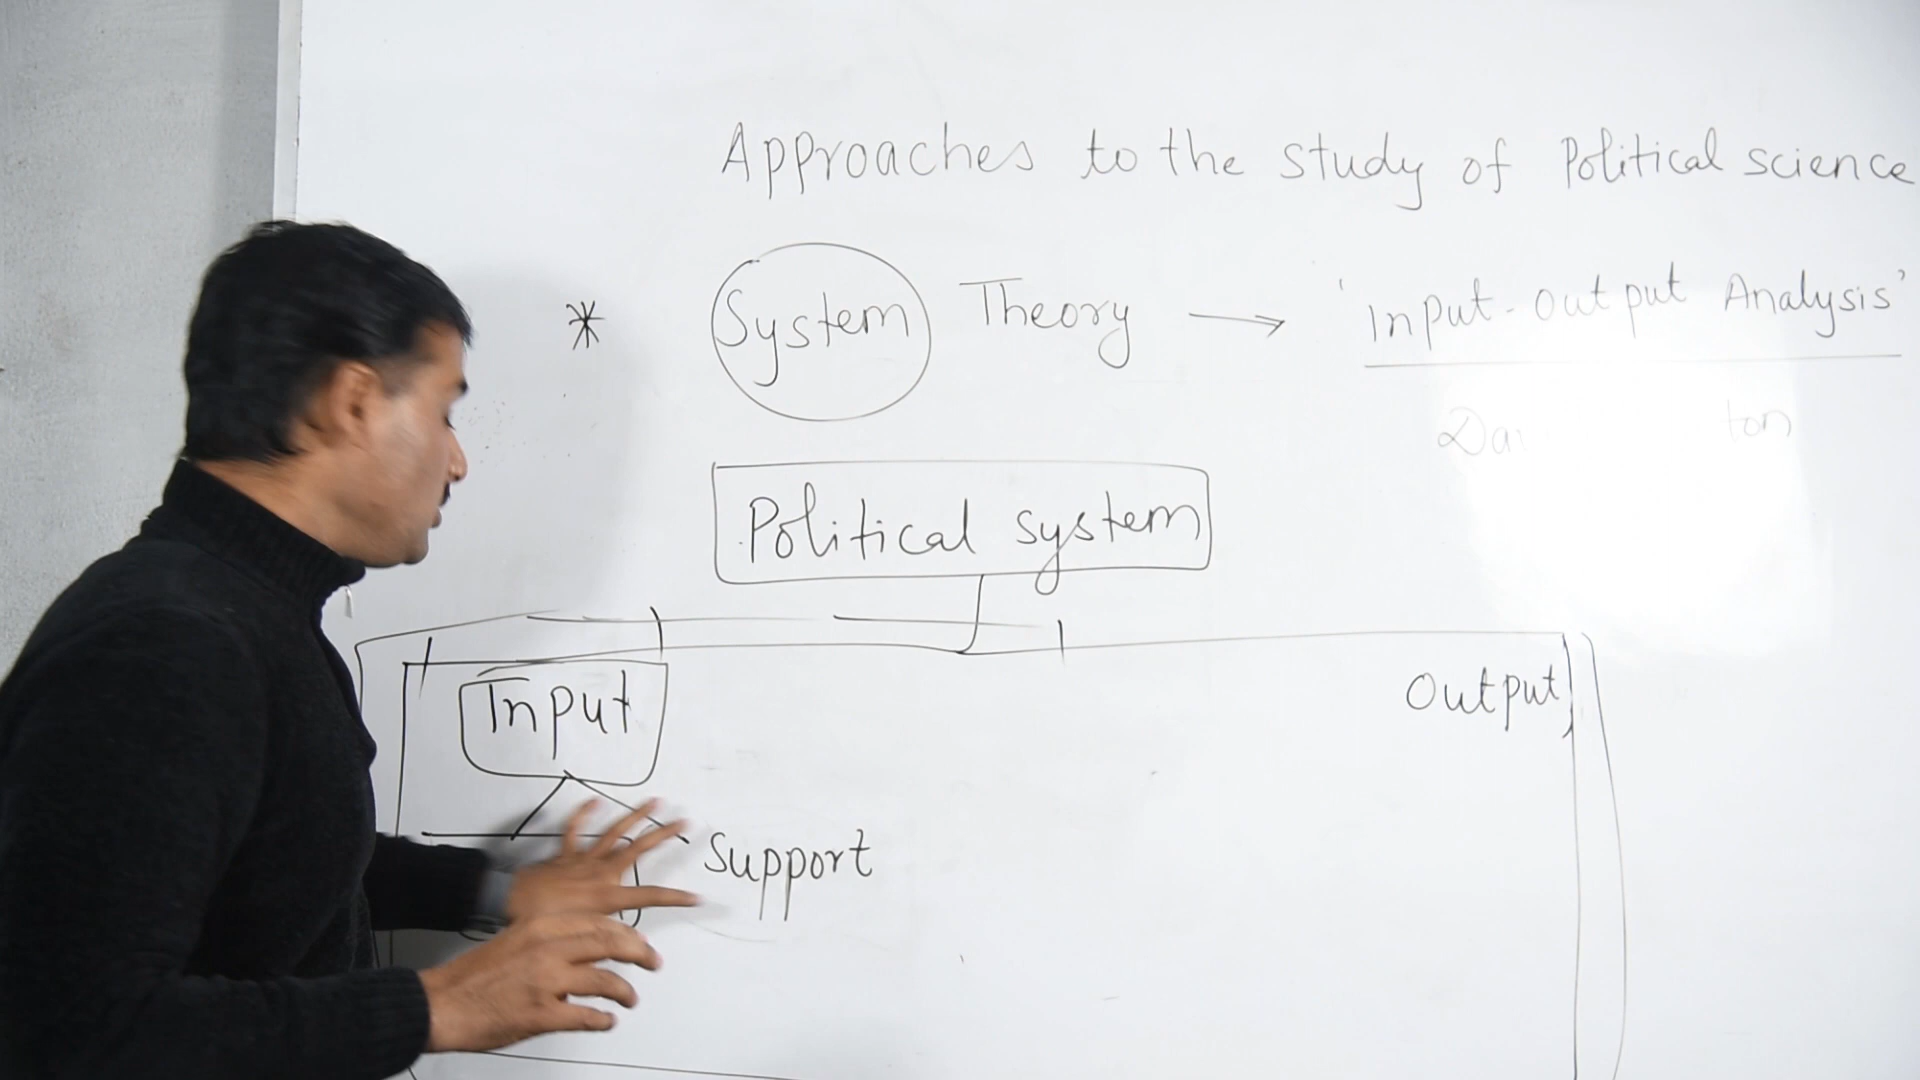 Approaches to the study of Political science
* System Theory → 'Input-output Analysis'
Political system
Input
Output
Support